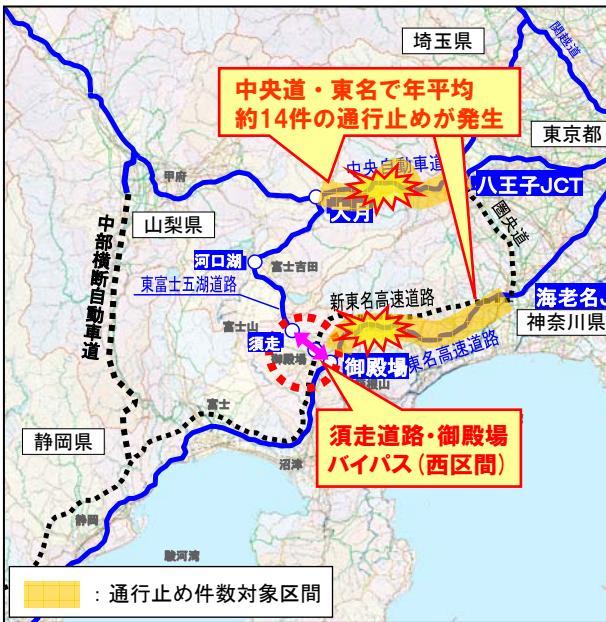 埼玉県
関越道
中央道・東名で年平均
約14件の通行止めが発生
東京都
中央自動車道
甲府
八王子JCT
大月
山梨県
圏央道
中部横断自動車道
河口湖
富士吉田
東富士五湖道路
新東名高速道路
海老名J
神奈川県
富士山
須走
御殿場
御殿場
東名高速道路
箱根山
富士
須走道路・御殿場
バイパス(西区間)
静岡県
沼津
静岡
駿河湾
:通行止め件数対象区間